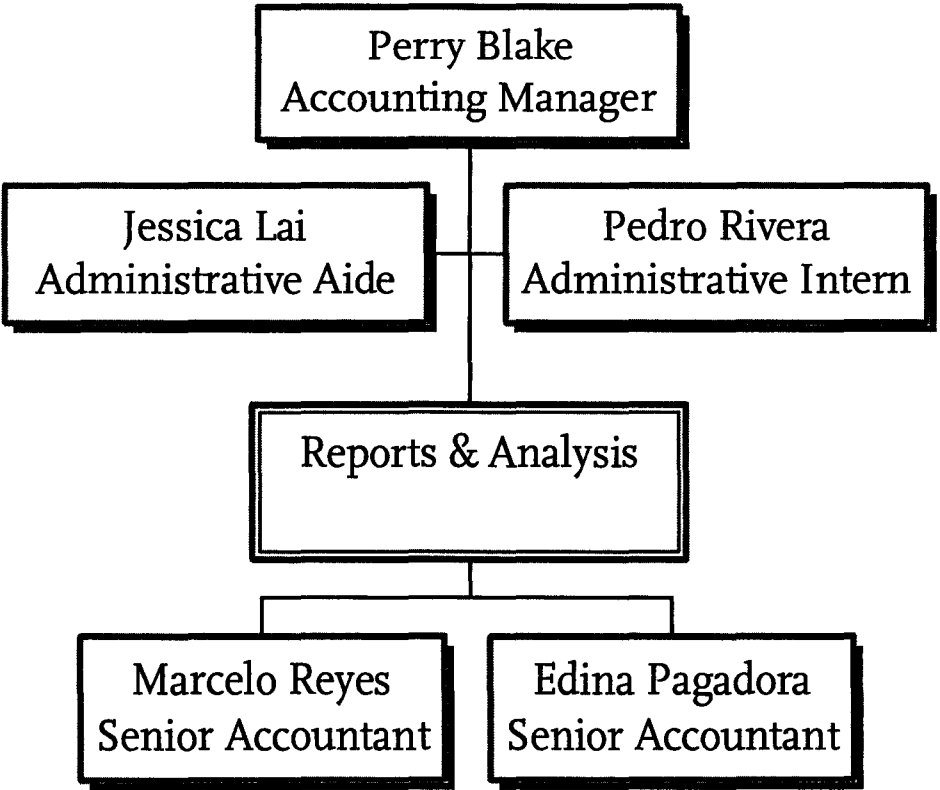 Perry Blake
Accounting Manager
Jessica Lai
Administrative Aide
Pedro Rivera
Administrative Intern
Reports & Analysis
Marcelo Reyes
Senior Accountant
Edina Pagadora
Senior Accountant